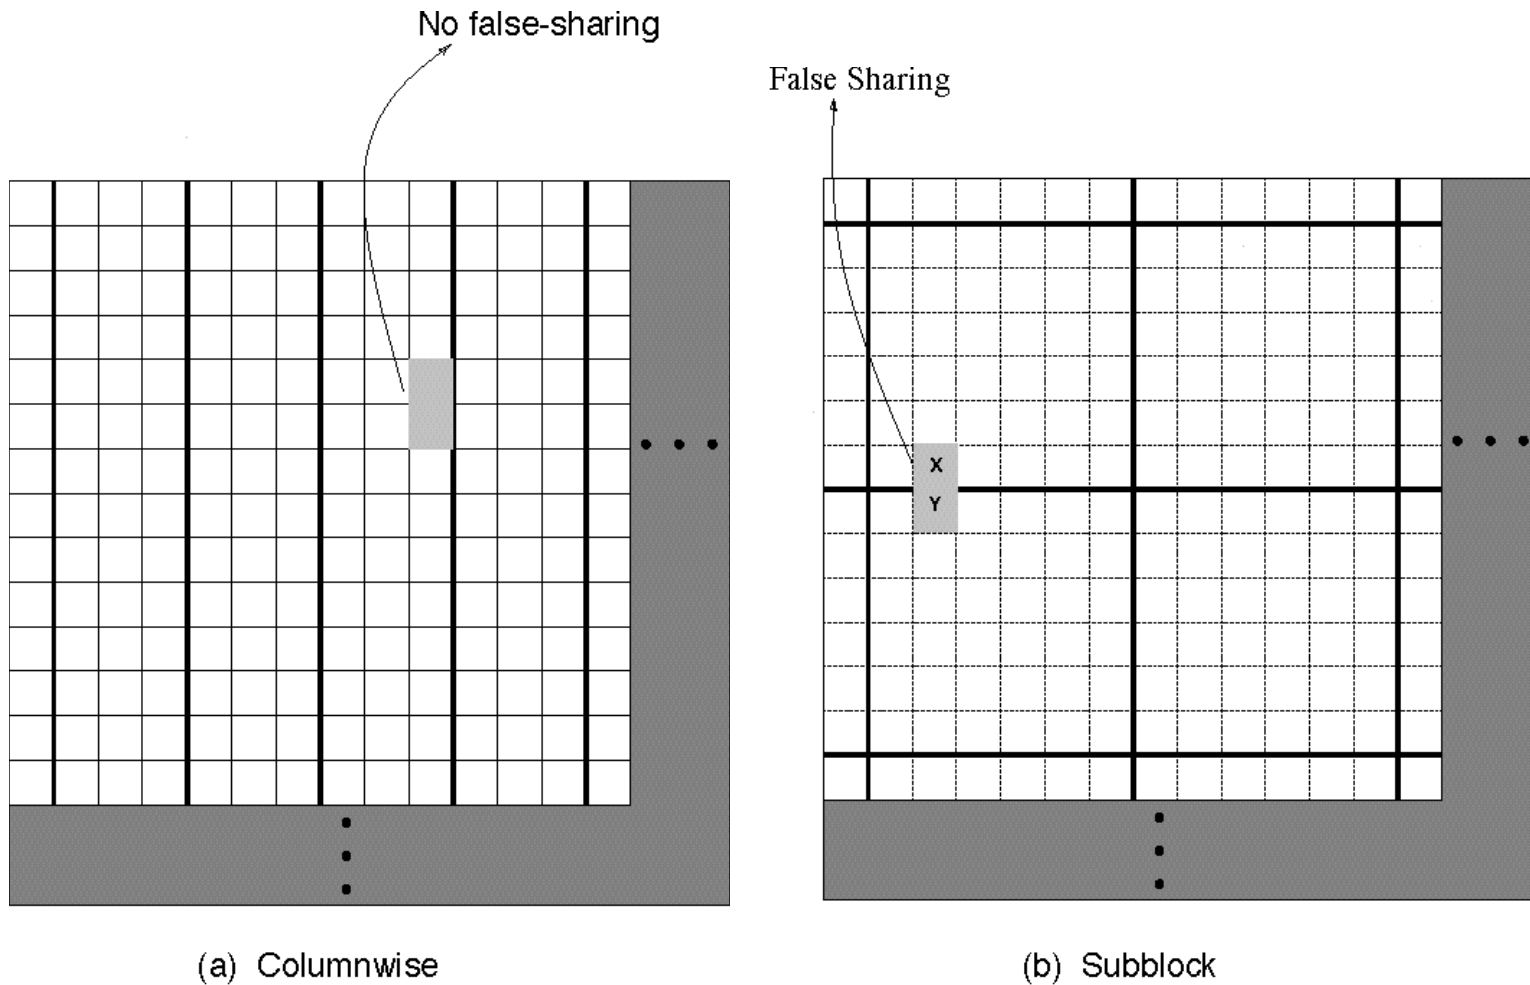 No false-sharing
False Sharing
X
Y
(a) Columnwise
(b) Subblock